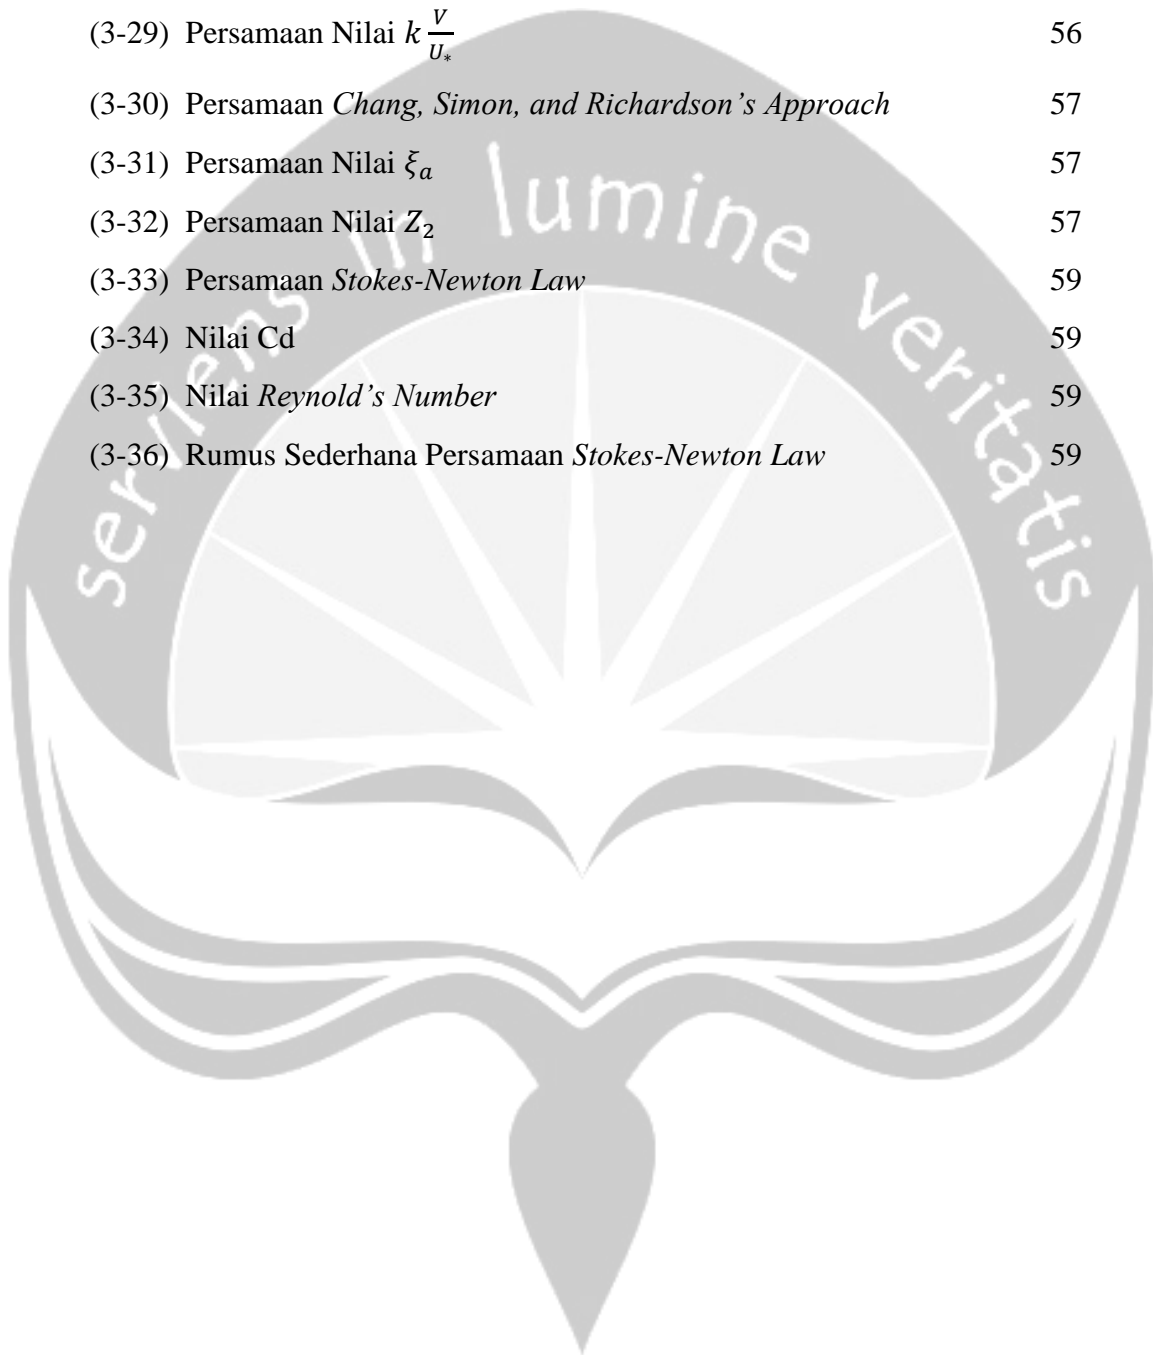 (3-29) Persamaan Nilai k V/U* 56
(3-30) Persamaan Chang, Simon, and Richardson's Approach 57
(3-31) Persamaan Nilai ξₐ 57
(3-32) Persamaan Nilai Z₂ 57
(3-33) Persamaan Stokes-Newton Law 59
(3-34) Nilai Cd 59
(3-35) Nilai Reynold's Number 59
(3-36) Rumus Sederhana Persamaan Stokes-Newton Law 59
serviens in lumine veritatis